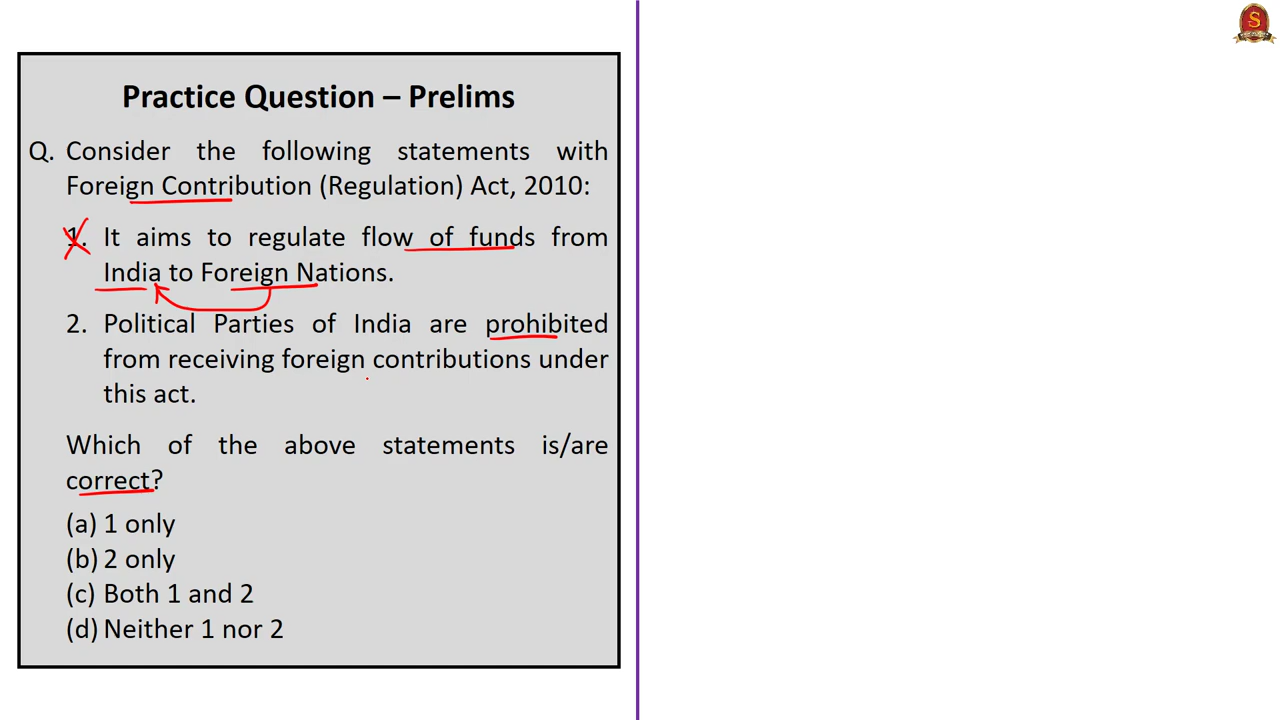 Practice Question – Prelims
Q. Consider the following statements with
Foreign Contribution (Regulation) Act, 2010:
1. It aims to regulate flow of funds from
India to Foreign Nations.
2. Political Parties of India are prohibited
from receiving foreign contributions under
this act.
Which of the above statements is/are
correct?
(a) 1 only
(b) 2 only
(c) Both 1 and 2
(d) Neither 1 nor 2
S